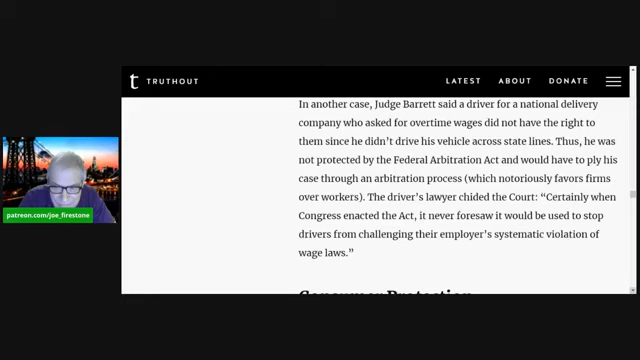 t TRUTHOUT
LATEST ABOUT DONATE
In another case, Judge Barrett said a driver for a national delivery
company who asked for overtime wages did not have the right to
them since he didn't drive his vehicle across state lines. Thus, he was
not protected by the Federal Arbitration Act and would have to ply his
case through an arbitration process (which notoriously favors firms
over workers). The driver's lawyer chided the Court: “Certainly when
Congress enacted the Act, it never foresaw it would be used to stop
drivers from challenging their employer's systematic violation of
wage laws.”
patreon.com/joe_firestone
Consumer Protection